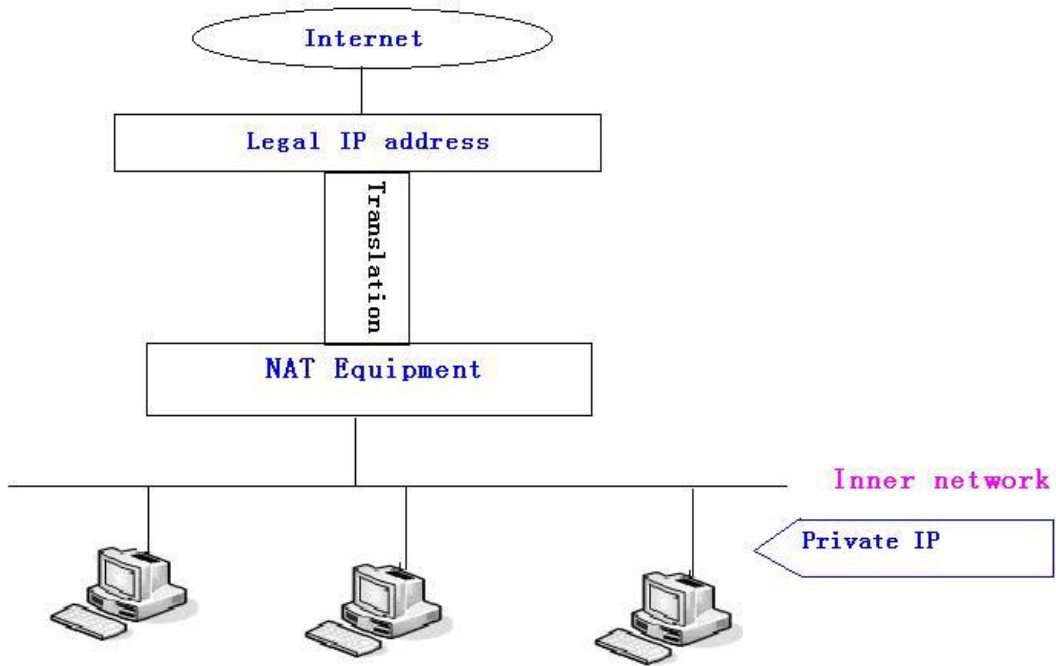 Internet
Legal IP address
Translation
NAT Equipment
Inner network
Private IP